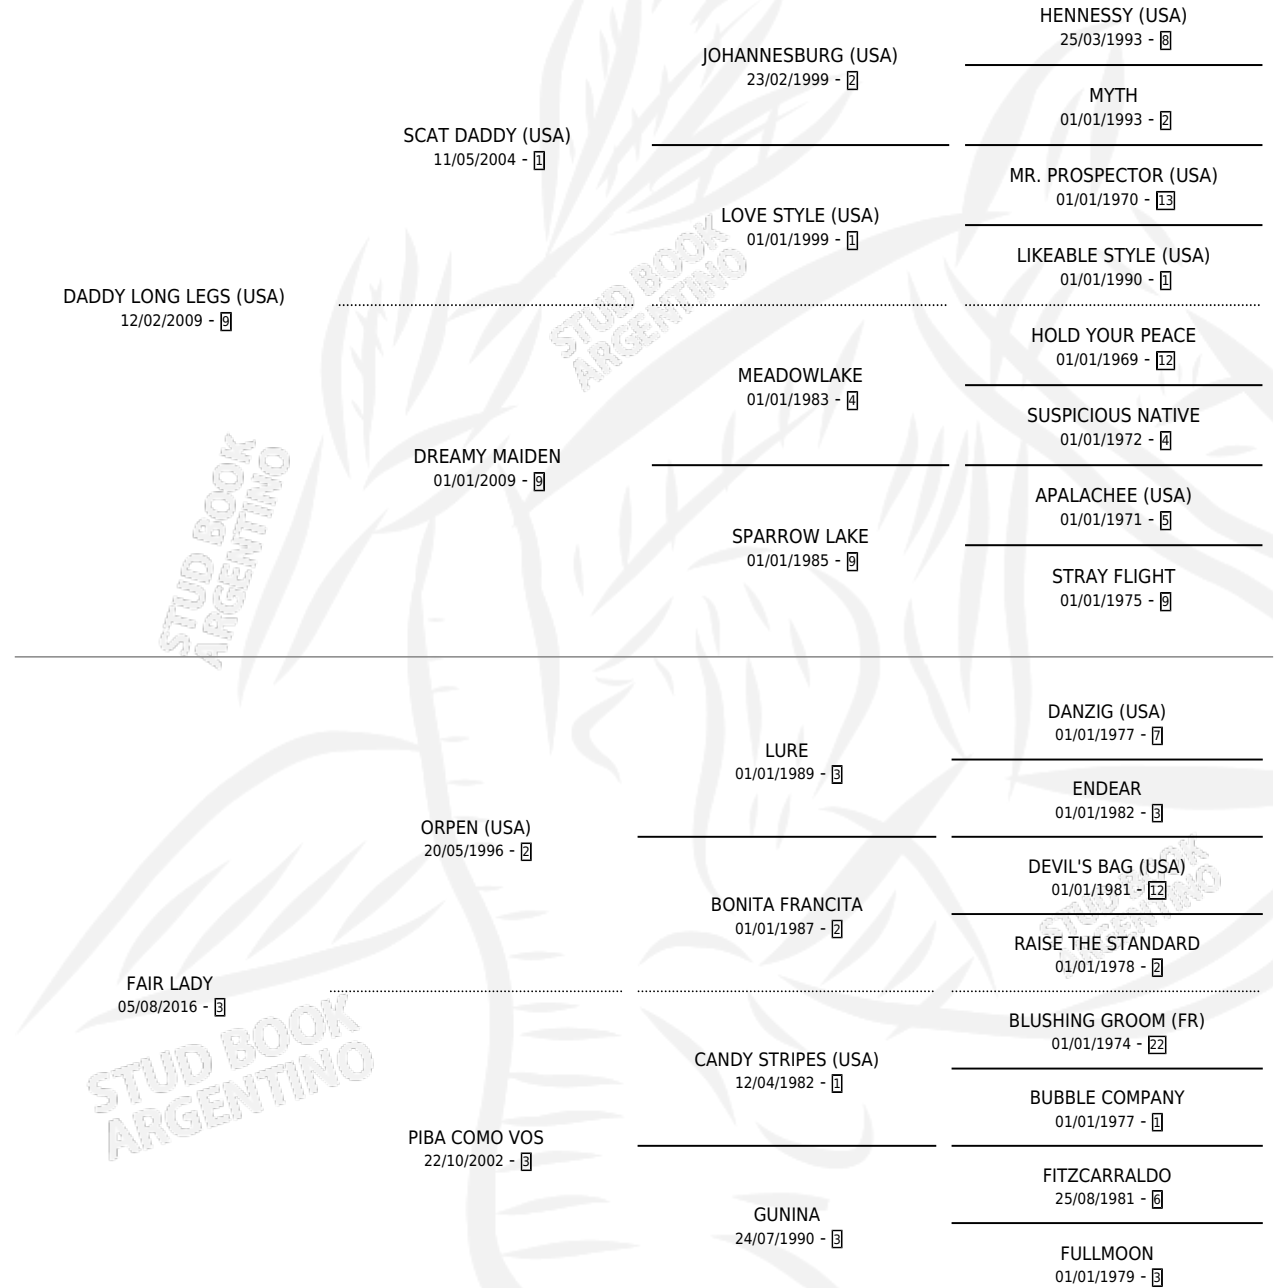 HENNESSY (USA)
25/03/1993 - 8
JOHANNESBURG (USA)
23/02/1999 - 2
MYTH
01/01/1993 - 2
SCAT DADDY (USA)
11/05/2004 - 1
MR. PROSPECTOR (USA)
01/01/1970 - 13
LOVE STYLE (USA)
01/01/1999 - 1
LIKEABLE STYLE (USA)
01/01/1990 - 1
DADDY LONG LEGS (USA)
12/02/2009 - 9
STUD BOOK
ARGENTINO
HOLD YOUR PEACE
01/01/1969 - 12
MEADOWLAKE
01/01/1983 - 4
SUSPICIOUS NATIVE
01/01/1972 - 4
DREAMY MAIDEN
01/01/2009 - 9
APALACHEE (USA)
01/01/1971 - 5
SPARROW LAKE
01/01/1985 - 9
STRAY FLIGHT
01/01/1975 - 9
STUD BOOK
ARGENTINO
DANZIG (USA)
01/01/1977 - 7
LURE
01/01/1989 - 3
ENDEAR
01/01/1982 - 3
ORPEN (USA)
20/05/1996 - 2
DEVIL'S BAG (USA)
01/01/1981 - 12
BONITA FRANCITA
01/01/1987 - 2
RAISE THE STANDARD
01/01/1978 - 2
STUD BOOK
ARGENTINO
FAIR LADY
05/08/2016 - 3
BLUSHING GROOM (FR)
01/01/1974 - 22
CANDY STRIPES (USA)
12/04/1982 - 1
BUBBLE COMPANY
01/01/1977 - 1
STUD BOOK
ARGENTINO
PIBA COMO VOS
22/10/2002 - 3
FITZCARRALDO
25/08/1981 - 6
GUNINA
24/07/1990 - 3
FULLMOON
01/01/1979 - 3